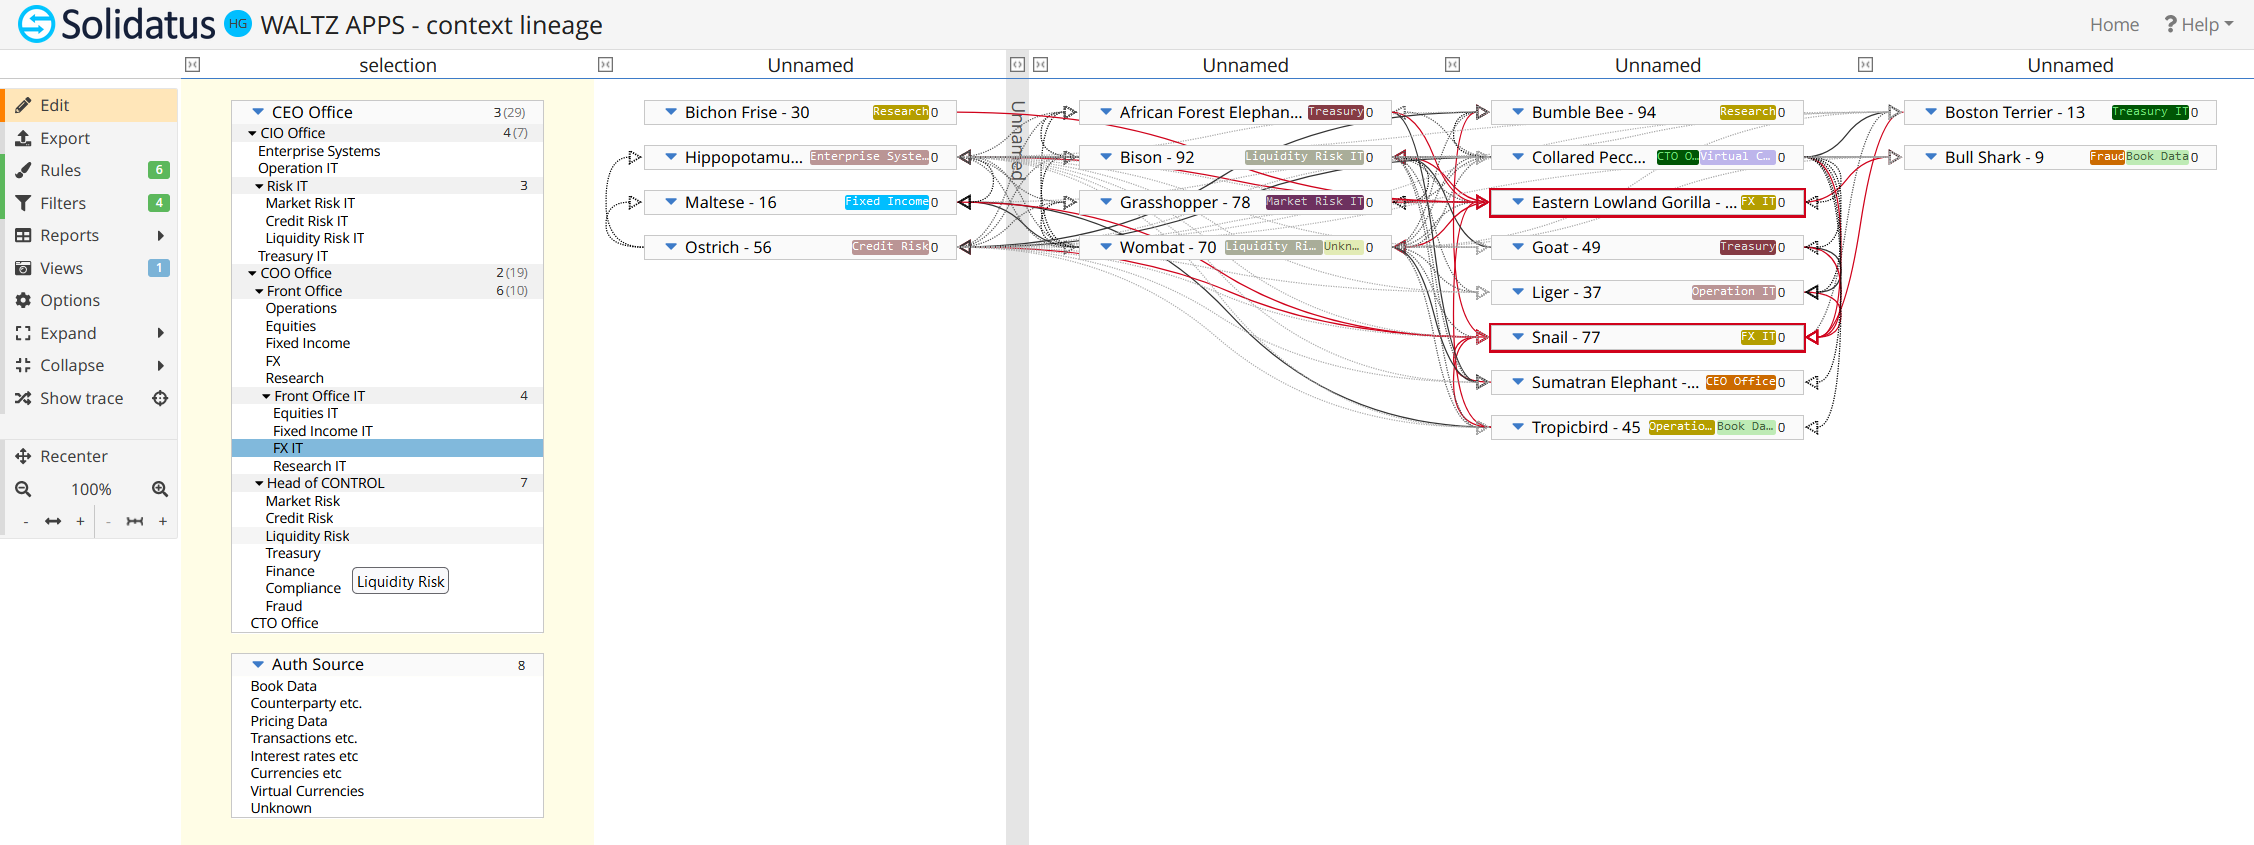 Solidatus HG WALTZ APPS - context lineage Home ? Help
selection Unnamed Unnamed Unnamed Unnamed
Unnamed
Edit
Export
Rules 6
Filters 4
Reports
Views 1
Options
Expand
Collapse
Show trace
Recenter
100%
- + - +
CEO Office 3 (29)
CIO Office 4 (7)
Enterprise Systems
Operation IT
Risk IT 3
Market Risk IT
Credit Risk IT
Liquidity Risk IT
Treasury IT
COO Office 2 (19)
Front Office 6 (10)
Operations
Equities
Fixed Income
FX
Research
Front Office IT 4
Equities IT
Fixed Income IT
FX IT
Research IT
Head of CONTROL 7
Market Risk
Credit Risk
Liquidity Risk
Treasury
Finance
Compliance
Fraud
CTO Office
Liquidity Risk
Auth Source 8
Book Data
Counterparty etc.
Pricing Data
Transactions etc.
Interest rates etc
Currencies etc
Virtual Currencies
Unknown
Bichon Frise - 30 Research 0
Hippopotamu... Enterprise Syste... 0
Maltese - 16 Fixed Income 0
Ostrich - 56 Credit Risk 0
African Forest Elephan... Treasury 0
Bison - 92 Liquidity Risk IT 0
Grasshopper - 78 Market Risk IT 0
Wombat - 70 Liquidity Ri... Unkn... 0
Bumble Bee - 94 Research 0
Collared Pecc... CTO O... Virtual C... 0
Eastern Lowland Gorilla - ... FX IT 0
Goat - 49 Treasury 0
Liger - 37 Operation IT 0
Snail - 77 FX IT 0
Sumatran Elephant -... CEO Office 0
Tropicbird - 45 Operatio... Book Da... 0
Boston Terrier - 13 Treasury IT 0
Bull Shark - 9 Fraud Book Data 0